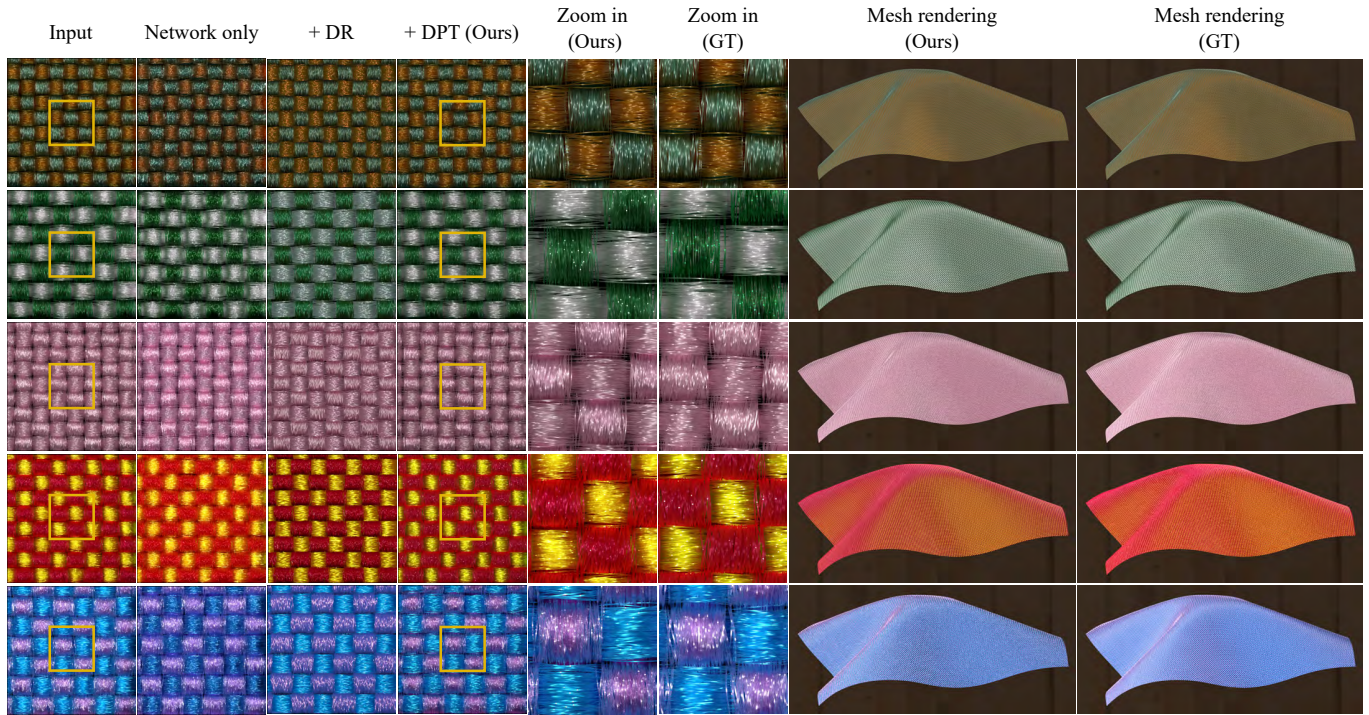 Input
Network only
+ DR
+ DPT (Ours)
Zoom in
(Ours)
Zoom in
(GT)
Mesh rendering
(Ours)
Mesh rendering
(GT)